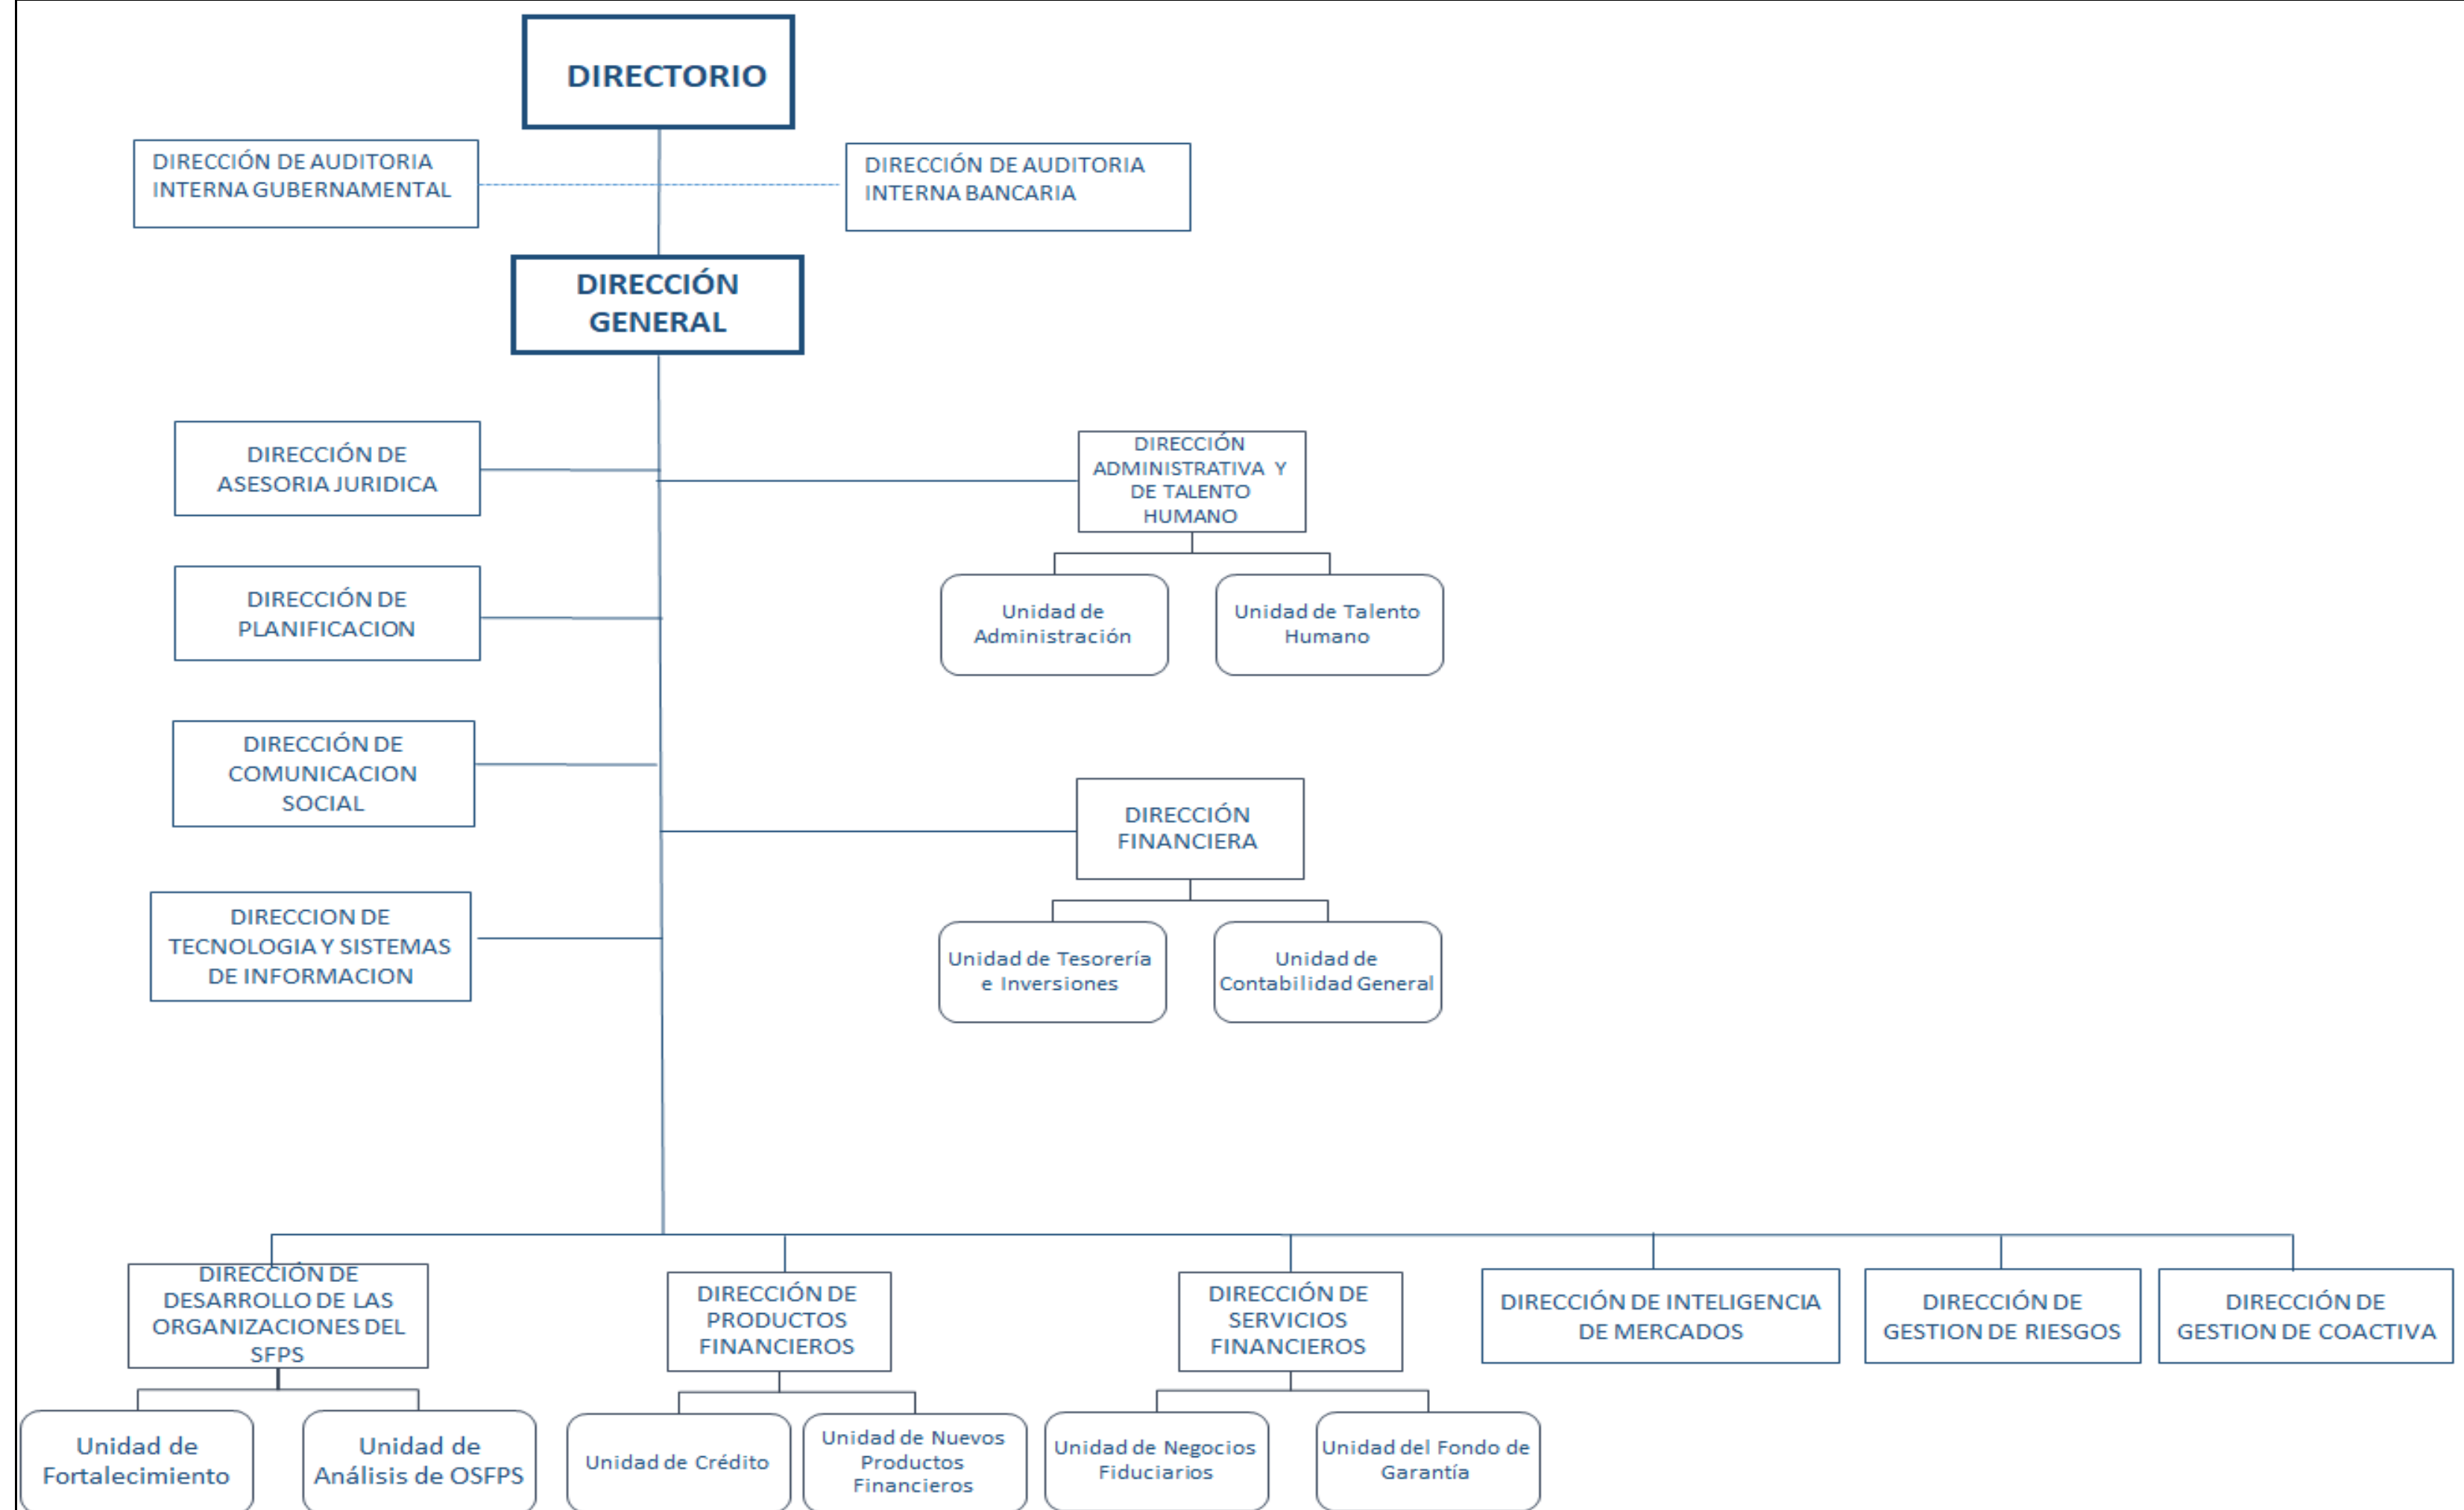 DIRECTORIO
DIRECCIÓN DE AUDITORIA
INTERNA GUBERNAMENTAL
DIRECCIÓN DE AUDITORIA
INTERNA BANCARIA
DIRECCIÓN
GENERAL
DIRECCIÓN DE
ASESORIA JURIDICA
DIRECCIÓN
ADMINISTRATIVA Y
DE TALENTO
HUMANO
Unidad de
Administración
Unidad de Talento
Humano
DIRECCIÓN DE
PLANIFICACION
DIRECCIÓN DE
COMUNICACION
SOCIAL
DIRECCIÓN
FINANCIERA
Unidad de Tesorería
e Inversiones
Unidad de
Contabilidad General
DIRECCION DE
TECNOLOGIA Y SISTEMAS
DE INFORMACION
DIRECCIÓN DE
DESARROLLO DE LAS
ORGANIZACIONES DEL
SFPS
DIRECCIÓN DE
PRODUCTOS
FINANCIEROS
DIRECCIÓN DE
SERVICIOS
FINANCIEROS
DIRECCIÓN DE INTELIGENCIA
DE MERCADOS
DIRECCIÓN DE
GESTION DE RIESGOS
DIRECCIÓN DE
GESTION DE COACTIVA
Unidad de
Fortalecimiento
Unidad de
Análisis de OSFPS
Unidad de Crédito
Unidad de Nuevos
Productos
Financieros
Unidad de Negocios
Fiduciarios
Unidad del Fondo de
Garantía